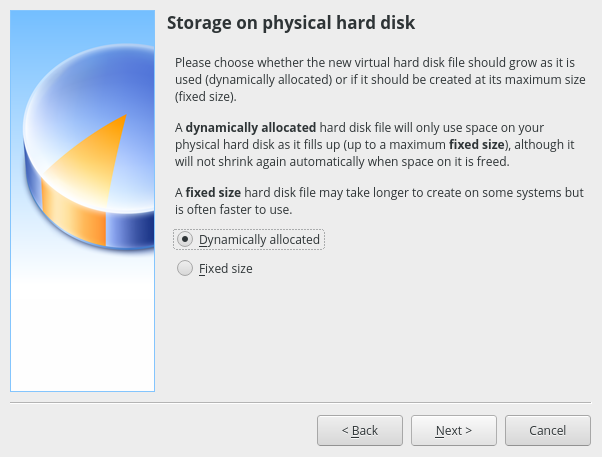 Storage on physical hard disk
Please choose whether the new virtual hard disk file should grow as it is
used (dynamically allocated) or if it should be created at its maximum size
(fixed size).
A dynamically allocated hard disk file will only use space on your
physical hard disk as it fills up (up to a maximum fixed size), although it
will not shrink again automatically when space on it is freed.
A fixed size hard disk file may take longer to create on some systems but
is often faster to use.
Dynamically allocated
Fixed size
< Back
Next >
Cancel